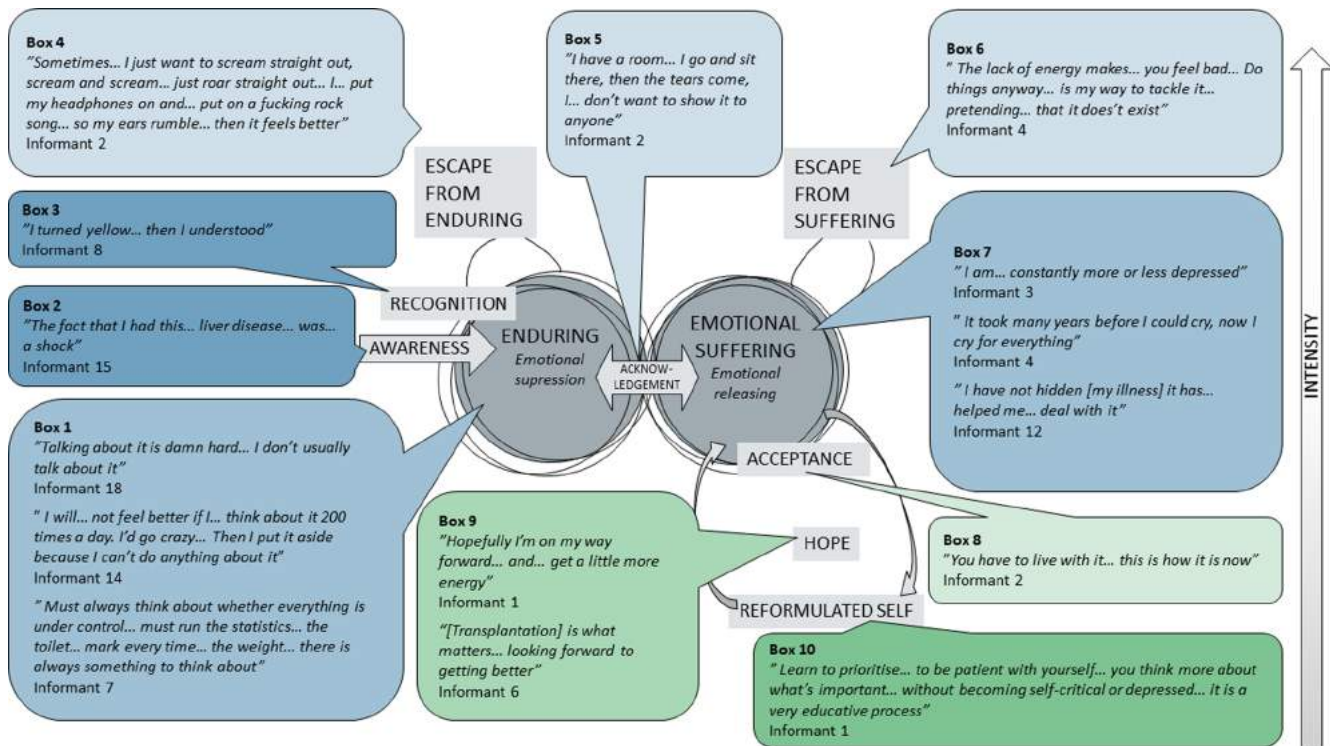 Box 4
"Sometimes... I just want to scream straight out,
scream and scream... just roar straight out... I... put
my headphones on and... put on a fucking rock
song... so my ears rumble... then it feels better"
Informant 2
Box 5
"I have a room... I go and sit
there, then the tears come,
I... don't want to show it to
anyone"
Informant 2
Box 6
" The lack of energy makes... you feel bad... Do
things anyway... is my way to tackle it...
pretending... that it does't exist"
Informant 4
ESCAPE
FROM
ENDURING
ESCAPE
FROM
SUFFERING
Box 3
"I turned yellow... then I understood"
Informant 8
Box 2
"The fact that I had this... liver disease... was...
a shock"
Informant 15
RECOGNITION
AWARENESS
ENDURING
Emotional
supression
ACKNOW-
LEDGEMENT
EMOTIONAL
SUFFERING
Emotional
releasing
Box 7
" I am... constantly more or less depressed"
Informant 3
" It took many years before I could cry, now I
cry for everything"
Informant 4
"I have not hidden [my illness] it has...
helped me... deal with it"
Informant 12
INTENSITY
Box 1
"Talking about it is damn hard... I don't usually
talk about it"
Informant 18
" I will... not feel better if I... think about it 200
times a day. I'd go crazy... Then I put it aside
because I can't do anything about it"
Informant 14
" Must always think about whether everything is
under control... must run the statistics... the
toilet... mark every time... the weight... there is
always something to think about"
Informant 7
ACCEPTANCE
Box 9
"Hopefully I'm on my way
forward... and... get a little more
energy"
Informant 1
"[Transplantation] is what
matters... looking forward to
getting better"
Informant 6
HOPE
Box 8
"You have to live with it... this is how it is now"
Informant 2
REFORMULATED SELF
Box 10
" Learn to prioritise... to be patient with yourself... you think more about
what's important... without becoming self-critical or depressed... it is a
very educative process"
Informant 1